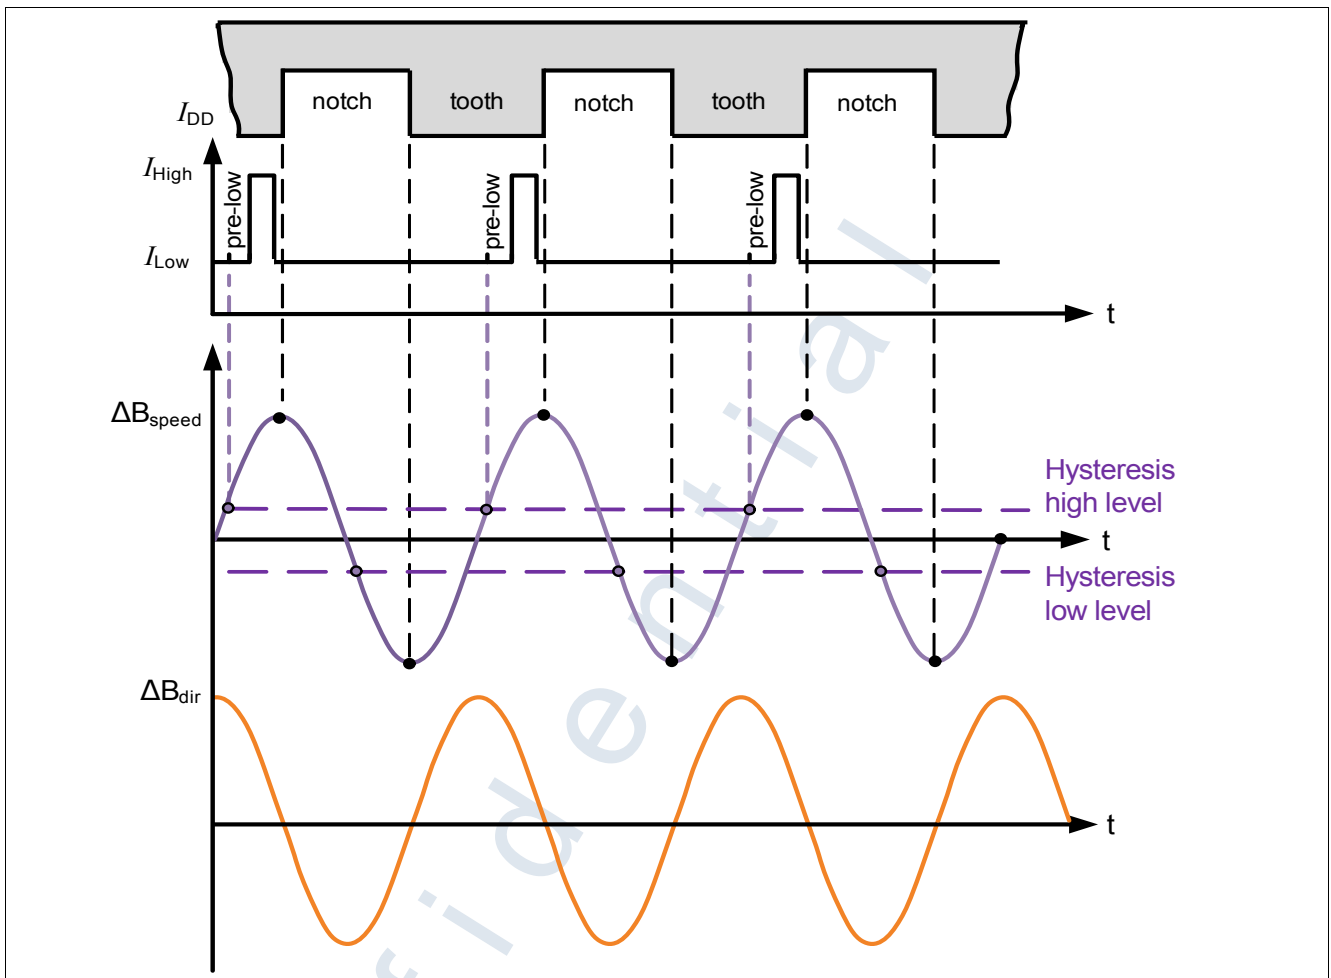 notch
tooth
notch
tooth
notch
IDD
IHigh
pre-low
pre-low
pre-low
ILow
t
ΔBspeed
Hysteresis
high level
t
Hysteresis
low level
ΔBdir
t
fidential